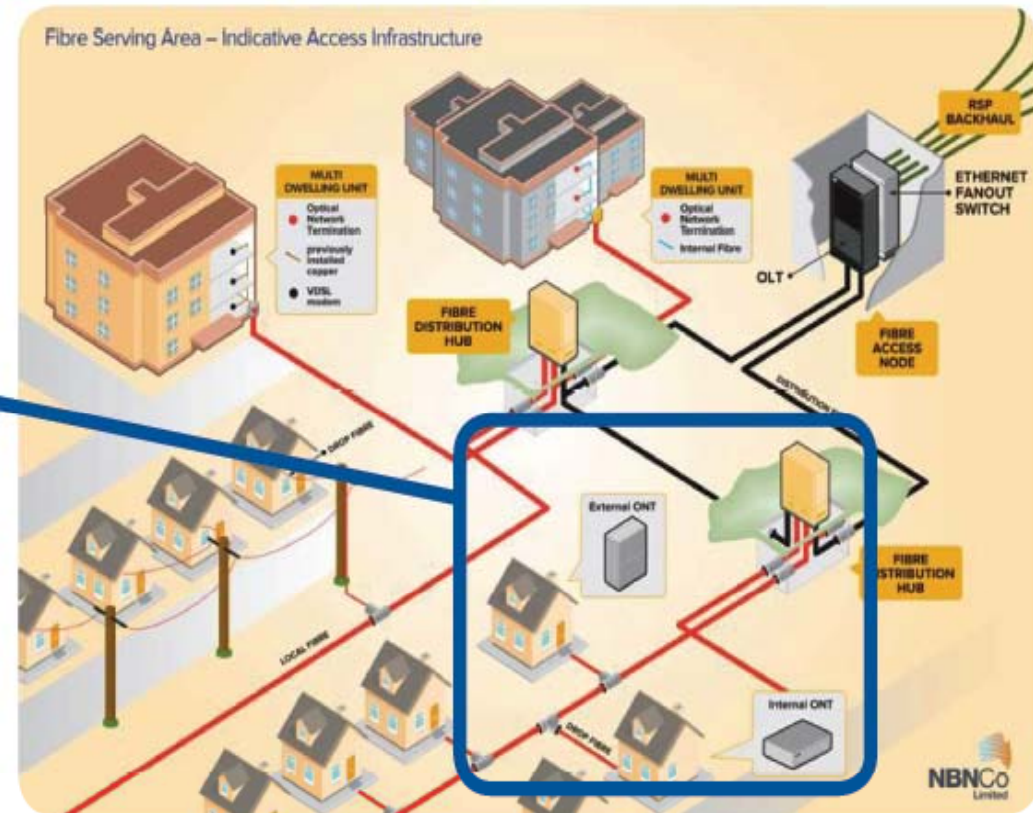 Fibre Serving Area – Indicative Access Infrastructure
RSP
BACKHAUL
MULTI
DWELLING UNIT
Optical
Network
Termination
previously
installed
copper
VDSL
modem
MULTI
DWELLING UNIT
Optical
Network
Termination
Internal Fibre
ETHERNET
FANOUT
SWITCH
OLT
FIBRE
DISTRIBUTION
HUB
FIBRE
ACCESS
NODE
DISTRIBUTION
DROP FIBRE
External ONT
FIBRE
ISTRIBUTION
HUB
LOCAL FIBRE
Internal ONT
DROP FIBRE
NBNCo
Limited